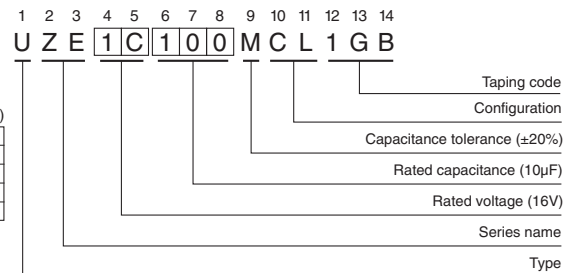 1 2 3 4 5 6 7 8 9 10 11 12 13 14
U Z E 1 C 1 0 0 M C L 1 G B
Taping code
)
Configuration
Capacitance tolerance (±20%)
Rated capacitance (10µF)
Rated voltage (16V)
Series name
Type